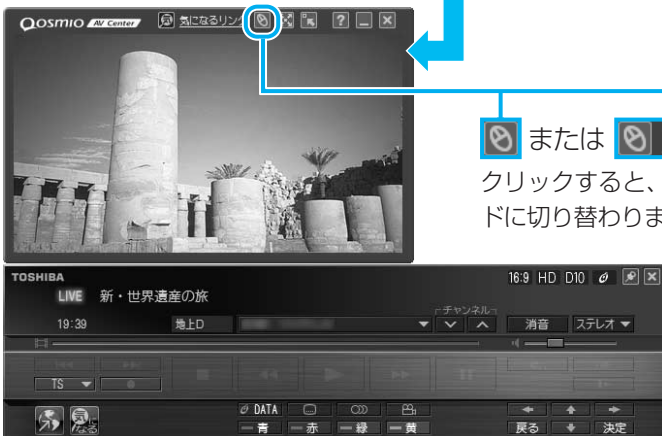 Qosmio AV Center 気になるリンク
または
クリックすると、
ドに切り替わりま
TOSHIBA
16:9 HD D10
LIVE 新・世界遺産の旅
チャンネル
19:39 地上D 消音 ステレオ
TS
DATA
青 赤 緑 黄
戻る 決定